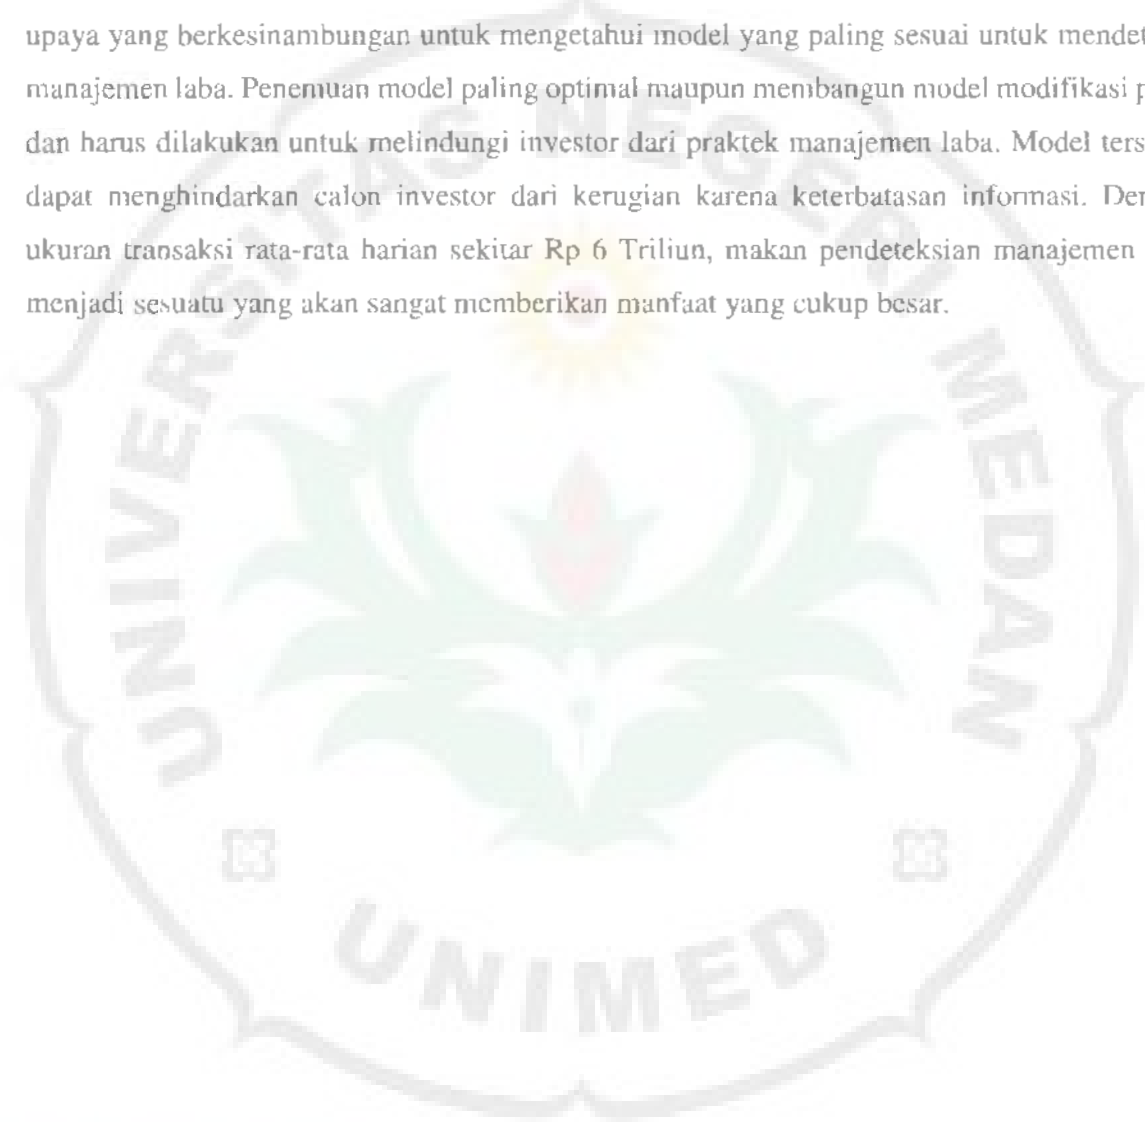 upaya yang berkesinambungan untuk mengetahui model yang paling sesuai untuk mendet
manajemen laba. Penemuan model paling optimal maupun membangun model modifikasi p
dan harus dilakukan untuk melindungi investor dari praktek manajemen laba. Model ters
dapat menghindarkan calon investor dari kerugian karena keterbatasan informasi. Den
ukuran transaksi rata-rata harian sekitar Rp 6 Triliun, makan pendeteksian manajemen
menjadi sesuatu yang akan sangat memberikan manfaat yang cukup besar.
UNIVERSITAS NEGERI MEDAN
UNIMED